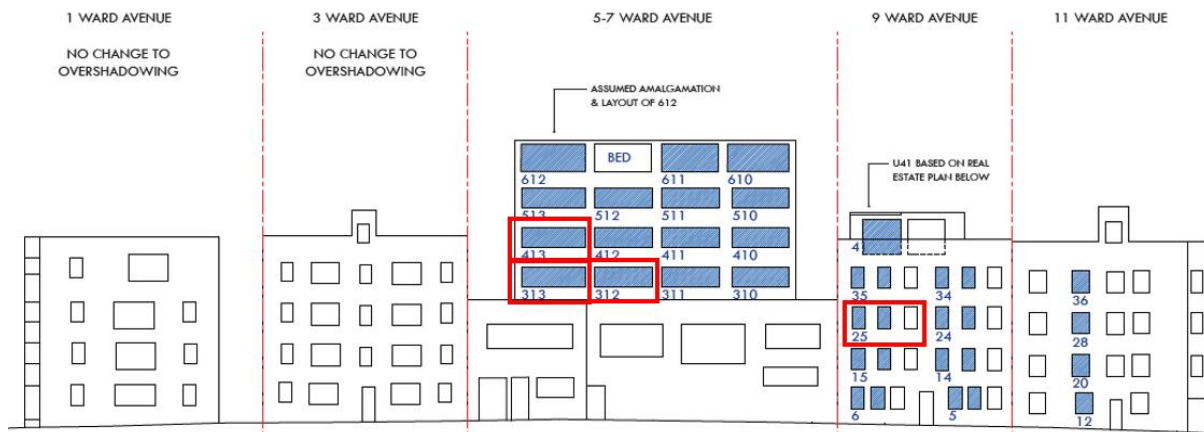 1 WARD AVENUE
3 WARD AVENUE
5-7 WARD AVENUE
9 WARD AVENUE
11 WARD AVENUE
NO CHANGE TO
OVERSHADOWING
NO CHANGE TO
OVERSHADOWING
ASSUMED AMALGAMATION
& LAYOUT OF 612
U41 BASED ON REAL
ESTATE PLAN BELOW
BED
612
611
610
513
512
511
510
413
412
411
410
313
312
311
310
41
35
34
25
24
15
14
6
5
36
28
20
12